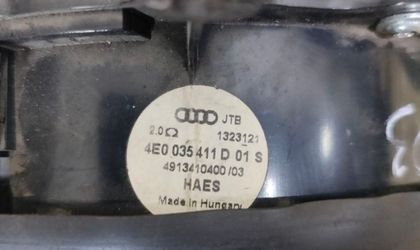 JTB
2.0Ω 1323121
4E0 035 411 D 01 S
4913410400/03
HAES
Made in Hungary